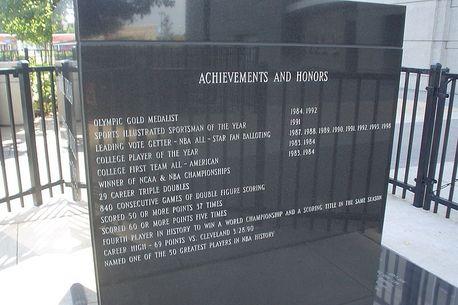 ACHIEVEMENTS AND HONORS
OLYMPIC GOLD MEDALIST 1984, 1992
SPORTS ILLUSTRATED SPORTSMAN OF THE YEAR 1991
LEADING VOTE GETTER - NBA ALL - STAR FAN BALLOTING 1987, 1988, 1989, 1990, 1991, 1992, 1993, 1998
COLLEGE PLAYER OF THE YEAR 1983, 1984
COLLEGE FIRST TEAM ALL - AMERICAN 1983, 1984
WINNER OF NCAA & NBA CHAMPIONSHIPS
29 CAREER TRIPLE DOUBLES
840 CONSECUTIVE GAMES OF DOUBLE FIGURE SCORING
SCORED 50 OR MORE POINTS 37 TIMES
SCORED 60 OR MORE POINTS FIVE TIMES
FOURTH PLAYER IN HISTORY TO WIN A WORLD CHAMPIONSHIP AND A SCORING TITLE IN THE SAME SEASON
CAREER HIGH - 69 POINTS VS. CLEVELAND 3/28/90
NAMED ONE OF THE 50 GREATEST PLAYERS IN NBA HISTORY